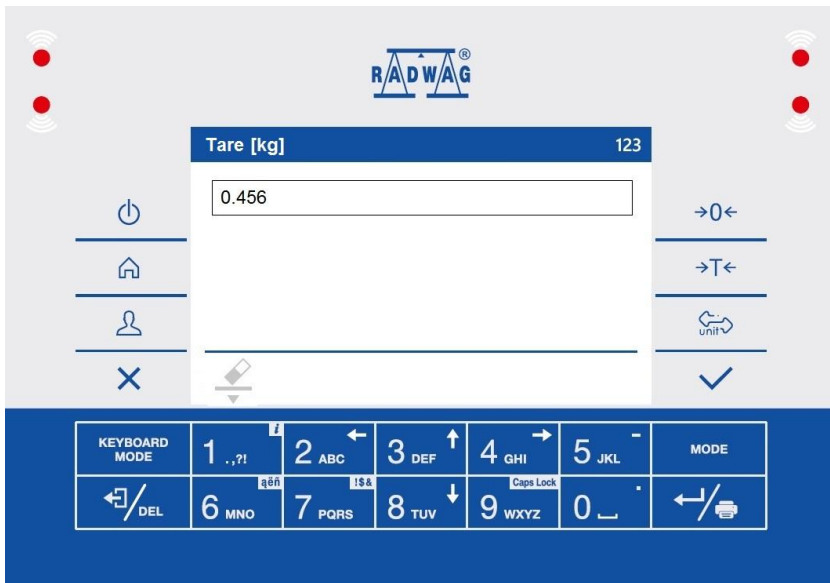 RADWAG®
Tare [kg] 123
0.456
→0←
→T←
unit
KEYBOARD MODE
1 .,?! i
2 ABC ←
3 DEF ↑
4 GHI →
5 JKL -
MODE
DEL
6 MNO ąëñ
7 PQRS !$&
8 TUV ↓
9 WXYZ Caps Lock
0 .